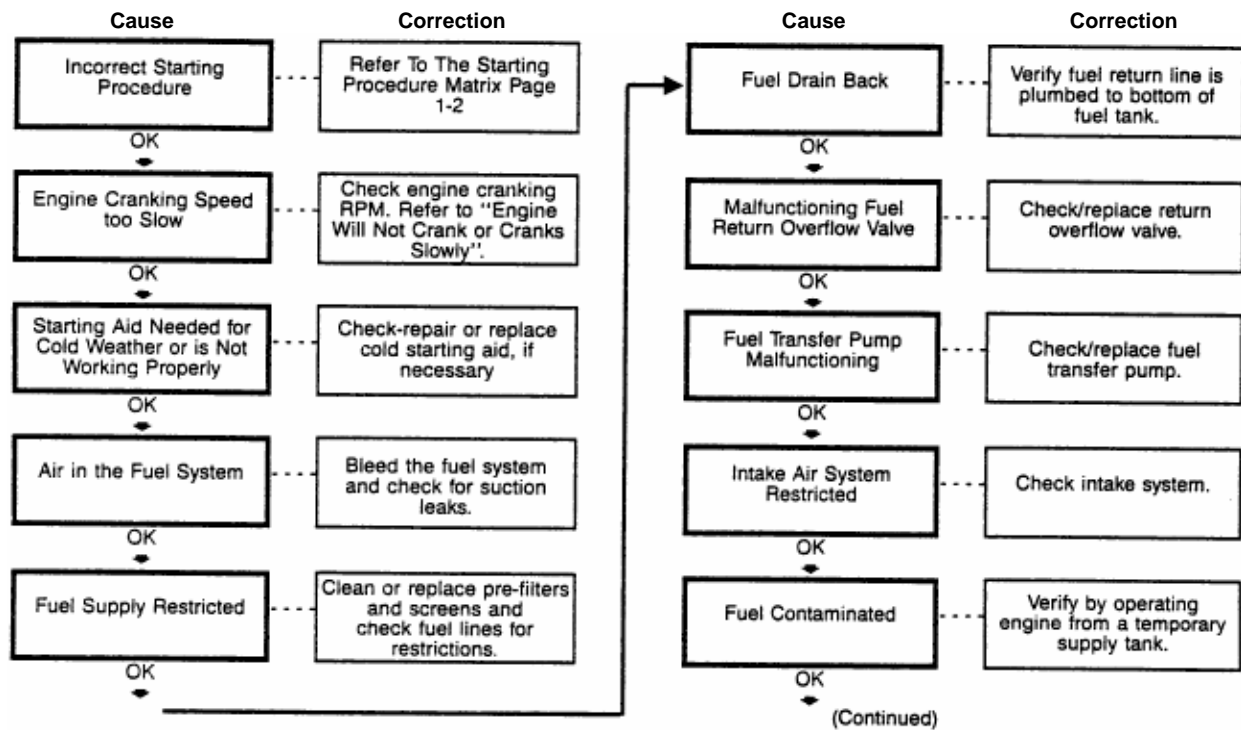 Cause
Correction
Incorrect Starting
Procedure
Refer To The Starting
Procedure Matrix Page
1-2
OK
Engine Cranking Speed
too Slow
Check engine cranking
RPM. Refer to "Engine
Will Not Crank or Cranks
Slowly".
OK
Starting Aid Needed for
Cold Weather or is Not
Working Properly
Check-repair or replace
cold starting aid, if
necessary
OK
Air in the Fuel System
Bleed the fuel system
and check for suction
leaks.
OK
Fuel Supply Restricted
Clean or replace pre-filters
and screens and
check fuel lines for
restrictions.
OK
Cause
Correction
Fuel Drain Back
Verify fuel return line is
plumbed to bottom of
fuel tank.
OK
Malfunctioning Fuel
Return Overflow Valve
Check/replace return
overflow valve.
OK
Fuel Transfer Pump
Malfunctioning
Check/replace fuel
transfer pump.
OK
Intake Air System
Restricted
Check intake system.
OK
Fuel Contaminated
Verify by operating
engine from a temporary
supply tank.
OK
(Continued)